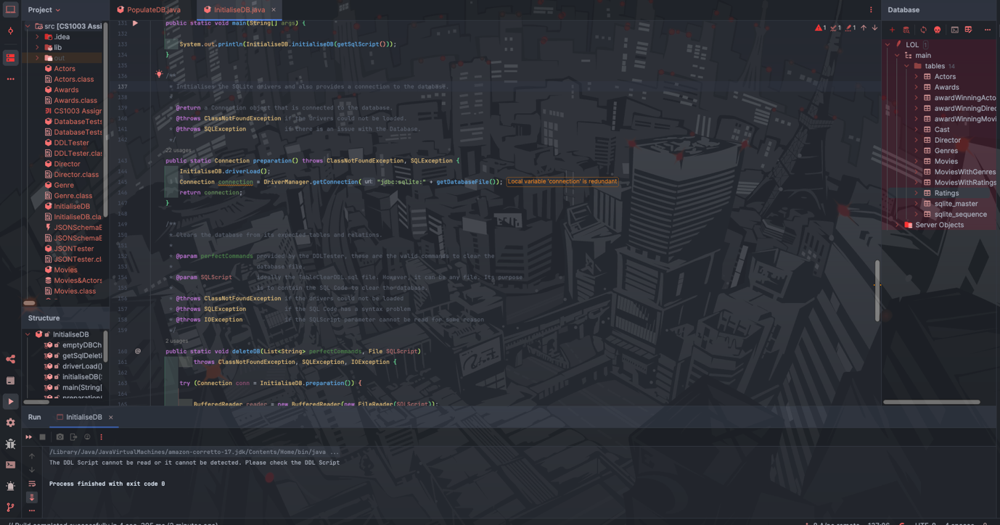 Project
PopulateDB.java
InitialiseDB.java
Database
src [CS1003 Assi
.idea
lib
out
Actors
Actors.class
Awards
Awards.class
CS1003 Assign
DatabaseTests
DatabaseTests
DDLTester
DDLTester.clas
Director
Director.class
Genre
Genre.class
InitialiseDB
InitialiseDB.cla
JSONSchemaE
JSONSchemaE
JSONTester
JSONTester.cl
Movies
Movies&Actors
Movies.class
Structure
InitialiseDB
emptyDBCh
getSqlDeleti
driverLoad()
initialiseDB(
main(String[
preparation(
131 public static void main(String[] args) {
132
133 System.out.println(InitialiseDB.initialiseDB(getSqlScript()));
134 }
135
136 /**
137 * Initialises the SQLite drivers and also provides a connection to the database.
138 *
139 * @return a Connection object that is connected to the database.
140 * @throws ClassNotFoundException if the drivers could not be loaded.
141 * @throws SQLException if there is an issue with the Database.
142 */
22 usages
143 public static Connection preparation() throws ClassNotFoundException, SQLException {
144 InitialiseDB.driverLoad();
145 Connection connection = DriverManager.getConnection( url: "jdbc:sqlite:" + getDatabaseFile()); Local variable 'connection' is redundant
146 return connection;
147 }
148
149 /**
150 * Clears the database from its expected tables and relations.
151 *
152 * @param perfectCommands provided by the DDLTester, these are the valid commands to clear the
153 * database file.
154 * @param SQLScript ideally the TableClearDDL.sql file. However, it can be any file. Its purpose
155 * is to contain the SQL Code to clear the database.
156 * @throws ClassNotFoundException if the drivers could not be loaded
157 * @throws SQLException if the SQL Code has a syntax problem
158 * @throws IOException if the SQLScript parameter cannot be read for some reason
159 */
2 usages
160 @ public static void deleteDB(List<String> perfectCommands, File SQLScript)
161 throws ClassNotFoundException, SQLException, IOException {
162
163 try (Connection conn = InitialiseDB.preparation()) {
164
165 BufferedReader reader = new BufferedReader(new FileReader(SQLScript));
1 1 1
LOL 1
main
tables 14
Actors
Awards
awardWinningActo
awardWinningDirec
awardWinningMovi
Cast
Director
Genres
Movies
MoviesWithGenres
MoviesWithRatings
Ratings
sqlite_master
sqlite_sequence
Server Objects
Run
InitialiseDB
/Library/Java/JavaVirtualMachines/amazon-corretto-17.jdk/Contents/Home/bin/java ...
The DDL Script cannot be read or it cannot be detected. Please check the DDL Script
Process finished with exit code 0
// Build completed successfully in 4 sec, 395 ms (2 minutes ago)
137:86
UTF-8
4 spaces